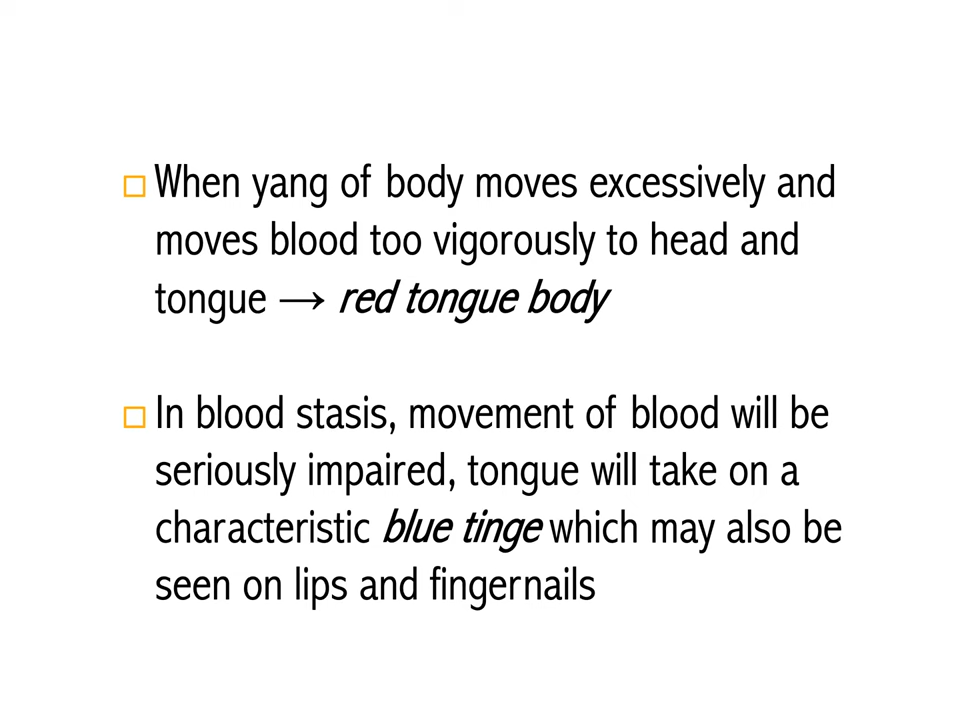 When yang of body moves excessively and
moves blood too vigorously to head and
tongue → red tongue body
In blood stasis, movement of blood will be
seriously impaired, tongue will take on a
characteristic blue tinge which may also be
seen on lips and fingernails